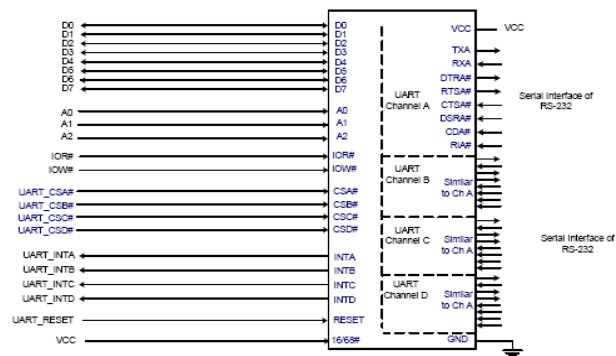 D0 D0 VCC VCC
D1 D1
D2 D2 TXA
D3 D3 RXA
D4 D4
D5 D5 UART DTRA#
D6 D6 Channel A RTSA#
D7 D7 CTSA# Serial Interface of
RS-232
A0 A0 DSRA#
A1 A1 CDA#
A2 A2 RIA#
IOR# IOR# UART
IOW# IOW# Channel B Similar
to Ch A
UART_CSA# CSA#
UART_CSB# CSB#
UART_CSC# CSC#
UART_CSD# CSD# UART
Channel C Similar
to Ch A
Serial Interface of
RS-232
UART_INTA INTA
UART_INTB INTB
UART_INTC INTC UART
Channel D Similar
to Ch A
UART_INTD INTD
UART_RESET RESET
VCC 16/68# GND